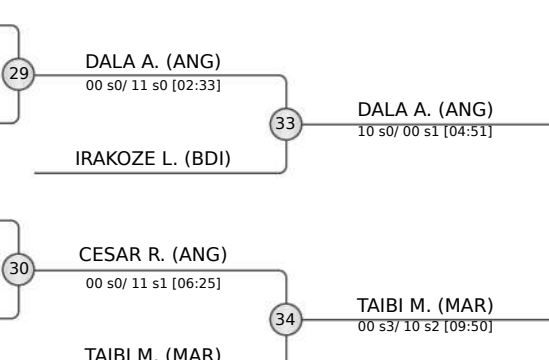 DALA A. (ANG)
29
00 s0/ 11 s0 [02:33]
DALA A. (ANG)
33
10 s0/ 00 s1 [04:51]
IRAKOZE L. (BDI)
CESAR R. (ANG)
30
00 s0/ 11 s1 [06:25]
TAIBI M. (MAR)
34
00 s3/ 10 s2 [09:50]
TAIBI M. (MAR)